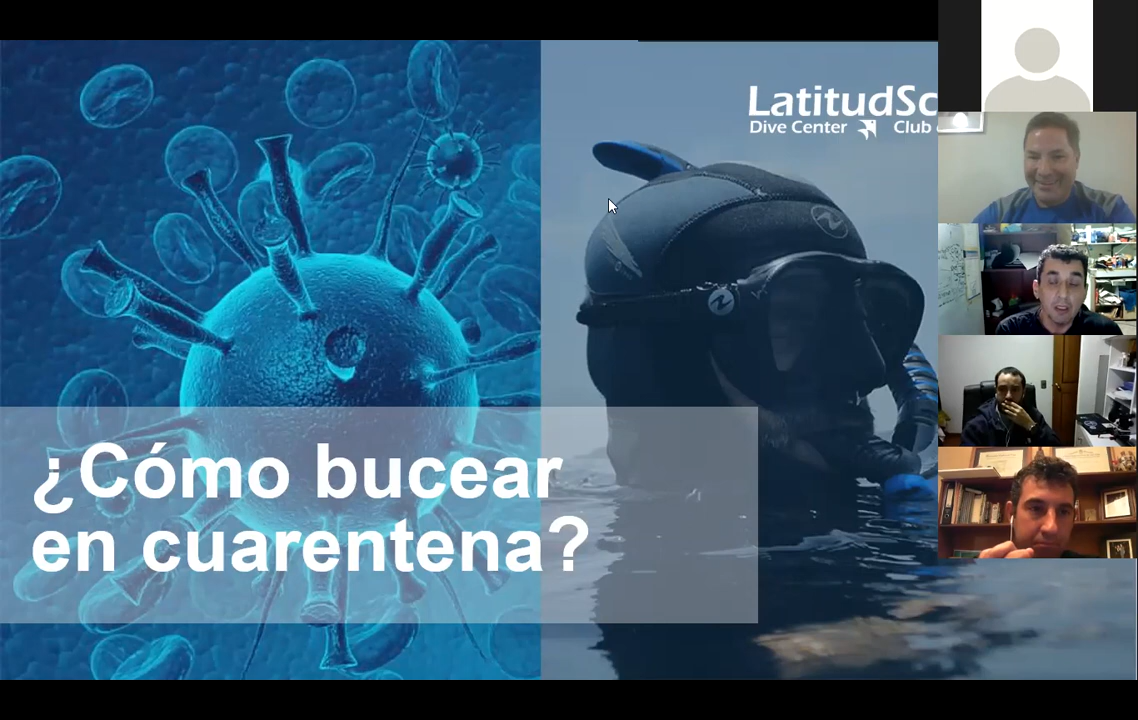 LatitudSc
Dive Center
Club
¿Cómo bucear
en cuarentena?